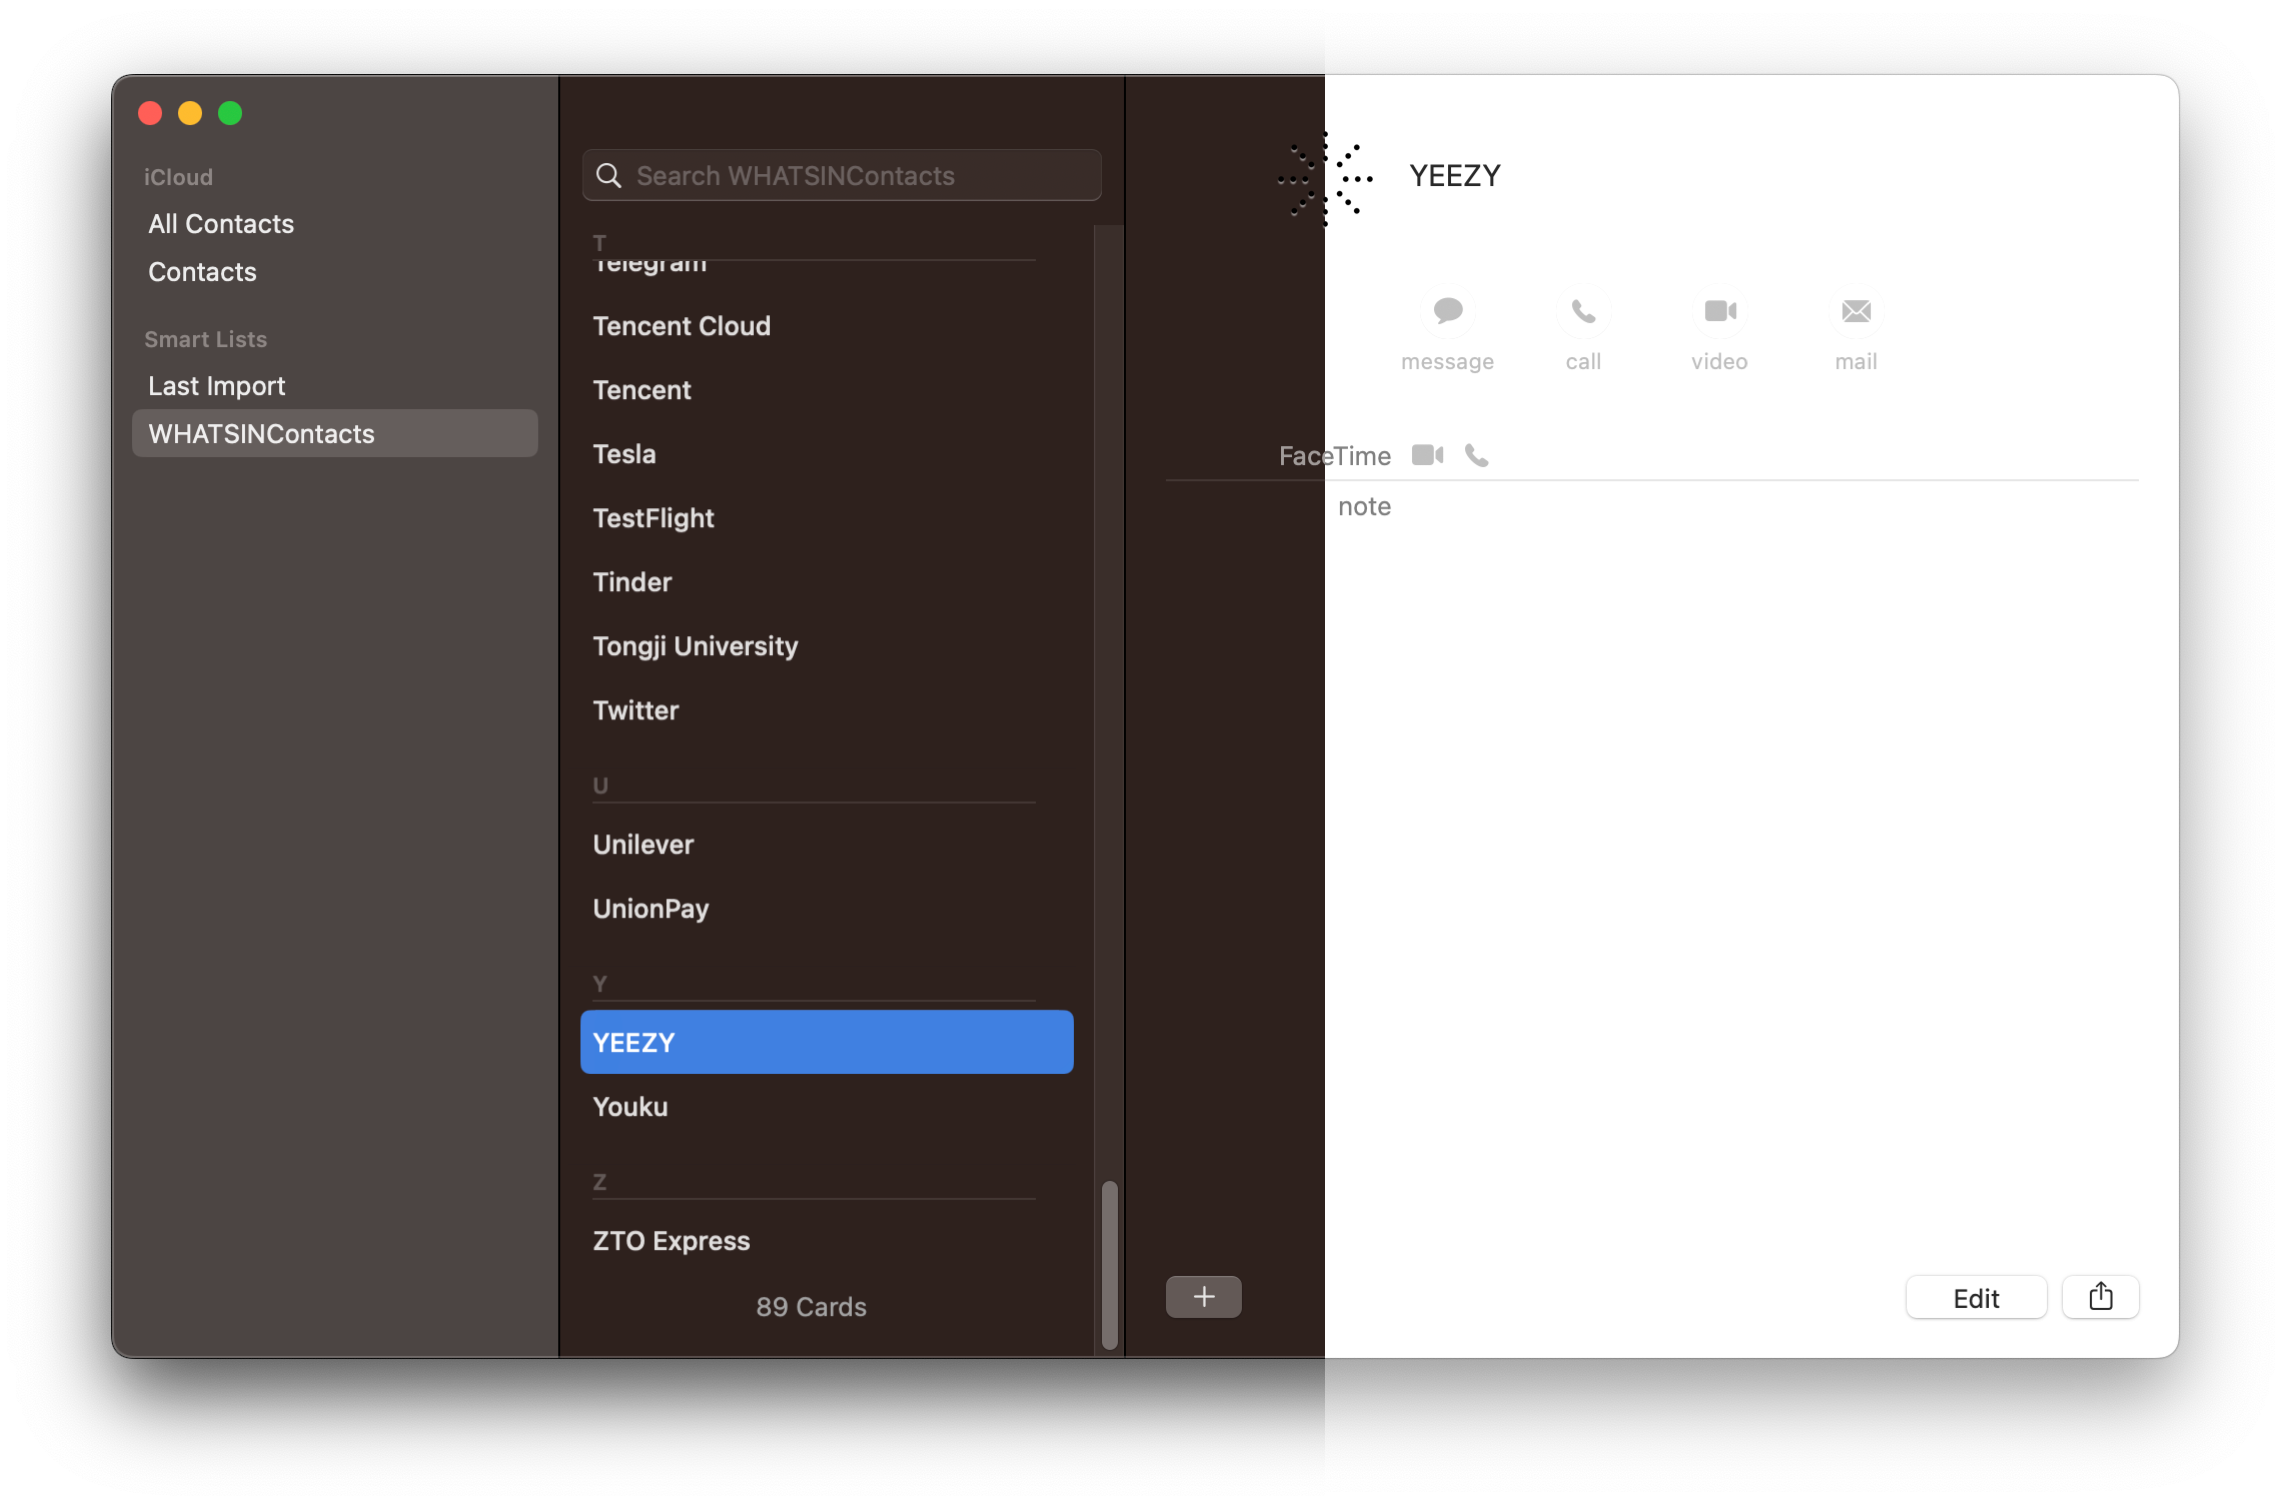 iCloud
All Contacts
Contacts
Smart Lists
Last Import
WHATSINContacts
Search WHATSINContacts
T
Telegram
Tencent Cloud
Tencent
Tesla
TestFlight
Tinder
Tongji University
Twitter
U
Unilever
UnionPay
Y
YEEZY
Youku
Z
ZTO Express
89 Cards
YEEZY
message call video mail
FaceTime
note
+
Edit